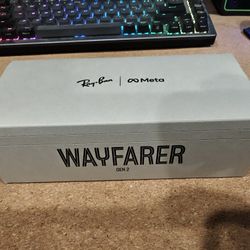 Ray-Ban | Meta
WAYFARER
GEN 2